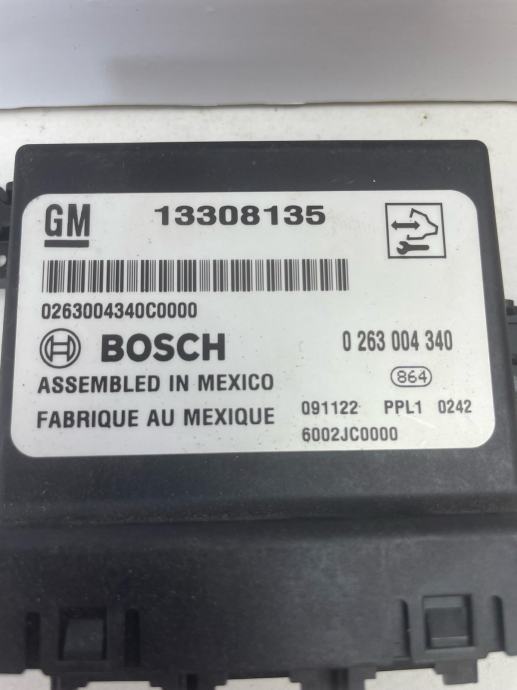 GM 13308135
0263004340C0000
BOSCH 0 263 004 340
ASSEMBLED IN MEXICO 864
FABRIQUE AU MEXIQUE 091122 PPL1 0242
6002JC0000